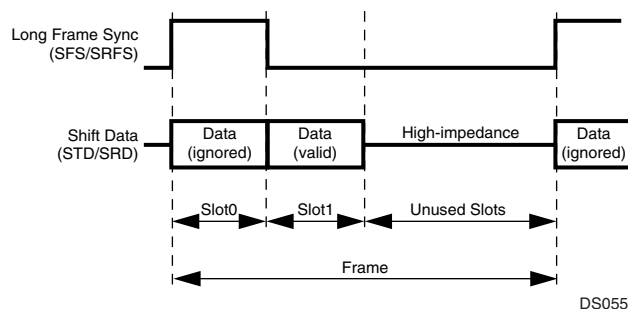 Long Frame Sync
(SFS/SRFS)
Shift Data
(STD/SRD)
Data
(ignored)
Data
(valid)
High-impedance
Data
(ignored)
Slot0
Slot1
Unused Slots
Frame
DS055